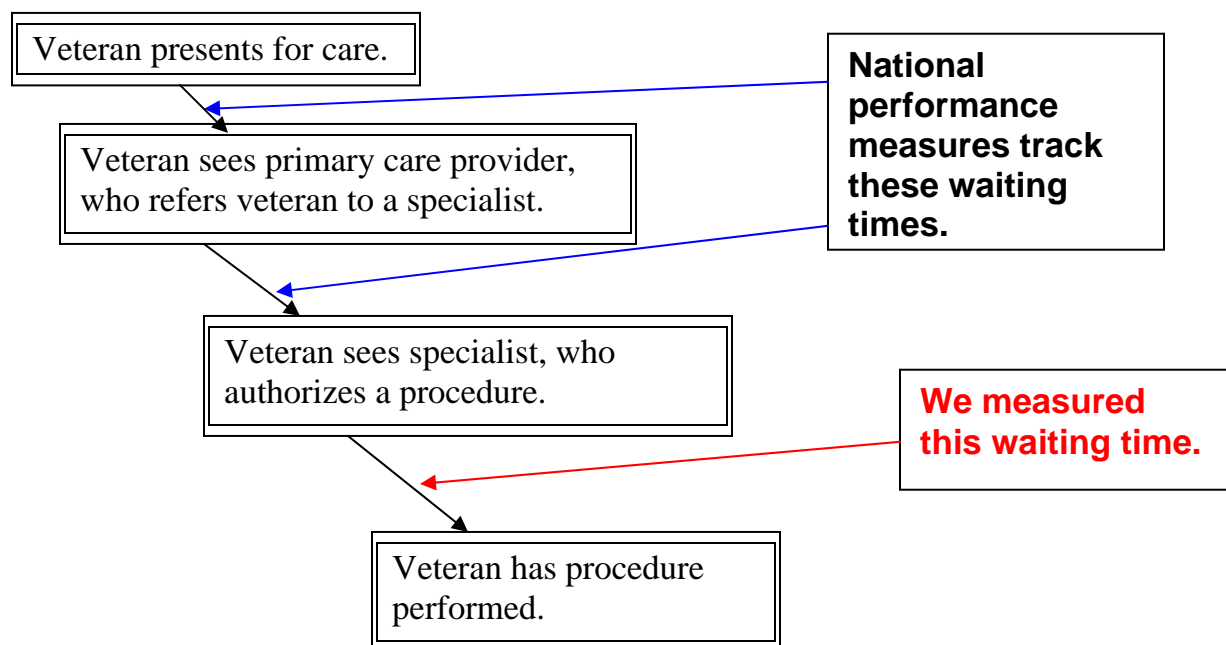 Veteran presents for care.
National
performance
measures track
these waiting
times.
Veteran sees primary care provider,
who refers veteran to a specialist.
Veteran sees specialist, who
authorizes a procedure.
We measured
this waiting time.
Veteran has procedure
performed.